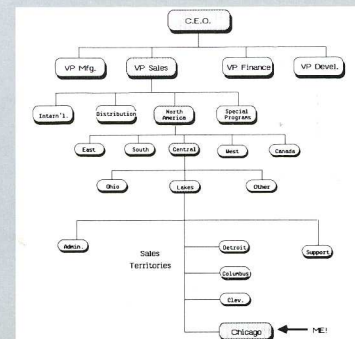 C.E.O.
VP Mfg.
VP Sales
VP Finance
VP Devel.
Intern'l.
Distribution
North
America
Special
Programs
East
South
Central
West
Canada
Ohio
Lakes
Other
Admin.
Sales
Territories
Detroit
Support
Columbus
Clev.
Chicago
ME!